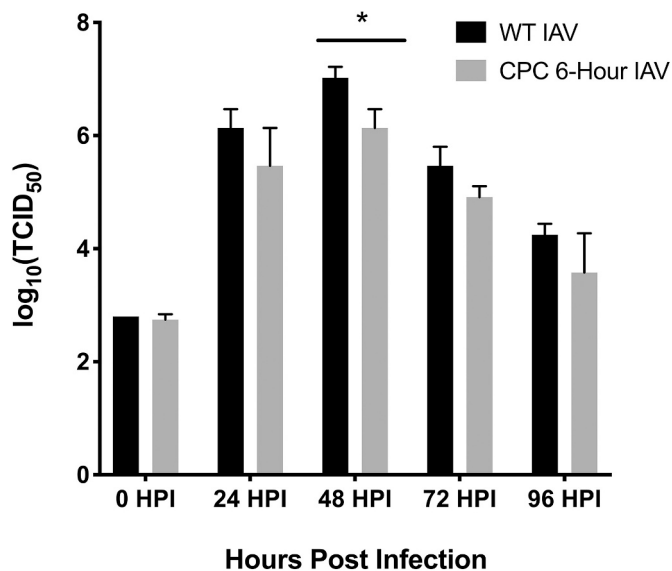 *
WT IAV
CPC 6-Hour IAV
log₁₀(TCID₅₀)
8
6
4
2
0
0 HPI 24 HPI 48 HPI 72 HPI 96 HPI
Hours Post Infection